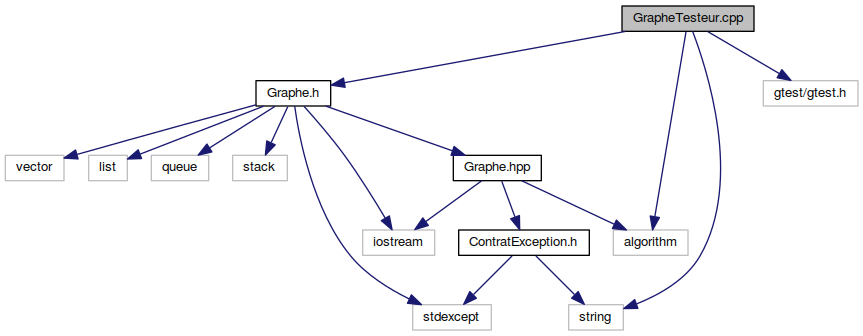 GrapheTesteur.cpp
Graphe.h
gtest/gtest.h
vector
list
queue
stack
Graphe.hpp
iostream
ContratException.h
algorithm
stdexcept
string